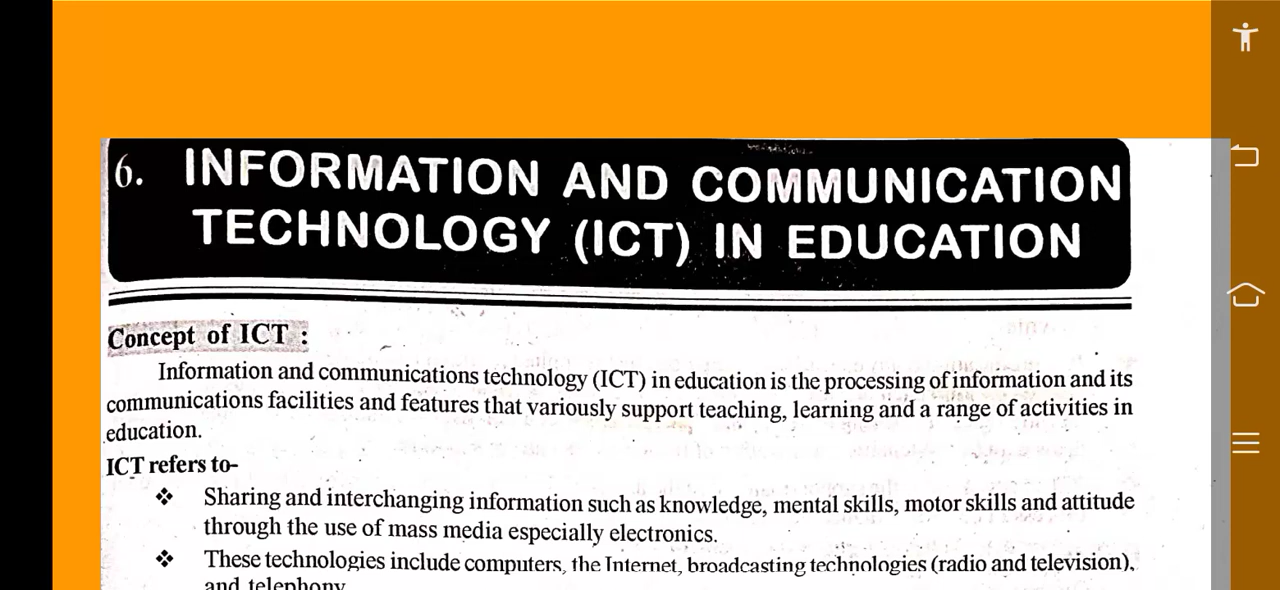 6. INFORMATION AND COMMUNICATION
TECHNOLOGY (ICT) IN EDUCATION
Concept of ICT :
Information and communications technology (ICT) in education is the processing of information and its
communications facilities and features that variously support teaching, learning and a range of activities in
education.
ICT refers to-
❖ Sharing and interchanging information such as knowledge, mental skills, motor skills and attitude
through the use of mass media especially electronics.
❖ These technologies include computers, the Internet, broadcasting technologies (radio and television),
and telephony